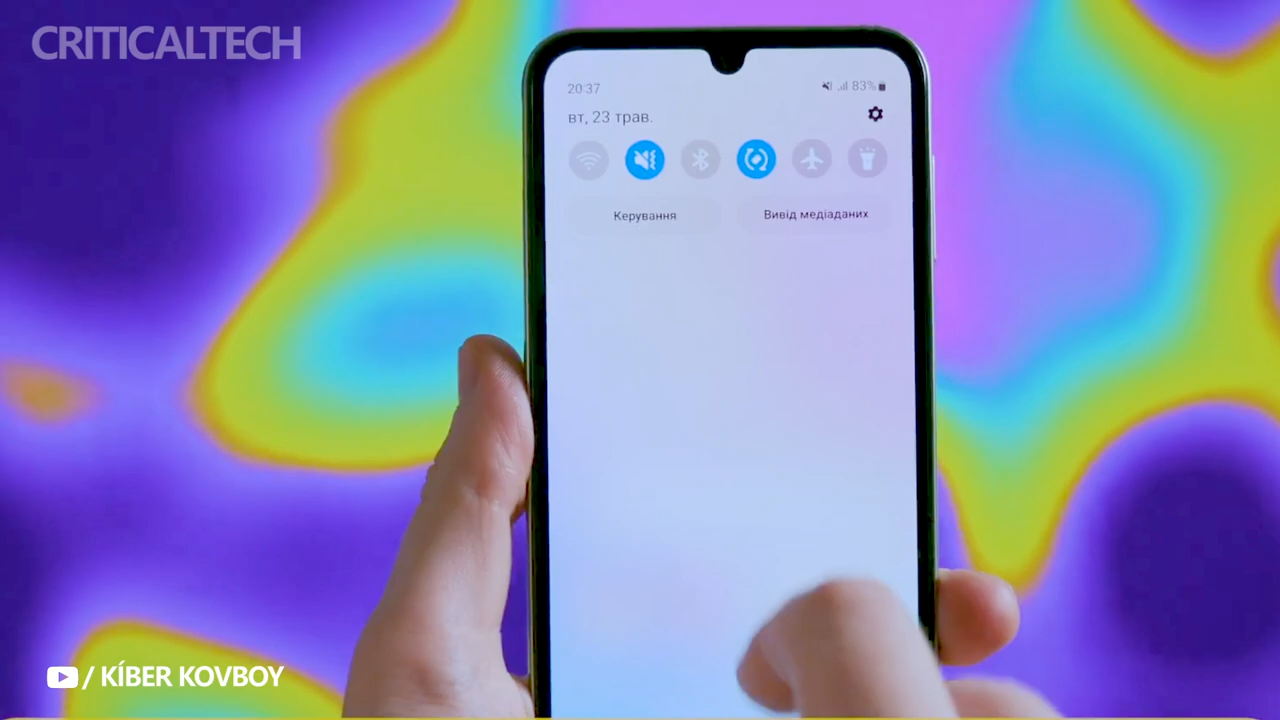 CRITICALTECH
20:37
83%
вт, 23 трав.
Керування
Вивід медіаданих
/ KÍBER KOVBOY